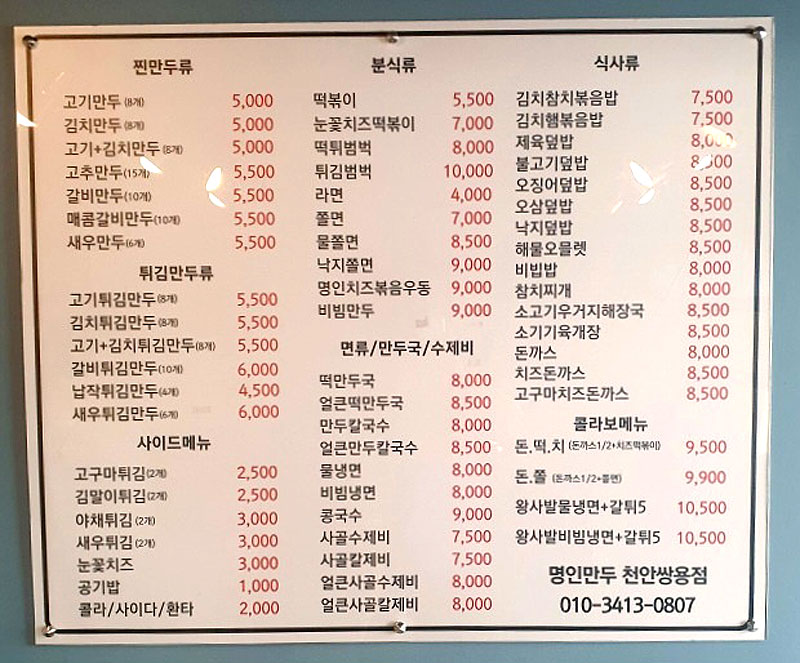 찐만두류
고기만두 (8개) 5,000
김치만두 (8개) 5,000
고기+김치만두 (8개) 5,000
고추만두(15개) 5,500
갈비만두(10개) 5,500
매콤갈비만두(10개) 5,500
새우만두(6개) 5,500
튀김만두류
고기튀김만두(8개) 5,500
김치튀김만두(8개) 5,500
고기+김치튀김만두(8개) 5,500
갈비튀김만두(10개) 6,000
납작튀김만두(4개) 4,500
새우튀김만두(6개) 6,000
사이드메뉴
고구마튀김(2개) 2,500
김말이튀김(2개) 2,500
야채튀김 (2개) 3,000
새우튀김 (2개) 3,000
눈꽃치즈 3,000
공기밥 1,000
콜라/사이다/환타 2,000
분식류
떡볶이 5,500
눈꽃치즈떡볶이 7,000
떡튀범벅 8,000
튀김범벅 10,000
라면 4,000
쫄면 7,000
물쫄면 8,500
낙지쫄면 9,000
명인치즈볶음우동 9,000
비빔만두 9,000
면류/만두국/수제비
떡만두국 8,000
얼큰떡만두국 8,500
만두칼국수 8,000
얼큰만두칼국수 8,500
물냉면 8,000
비빔냉면 8,000
콩국수 9,000
사골수제비 7,500
사골칼제비 7,500
얼큰사골수제비 8,000
얼큰사골칼제비 8,000
식사류
김치참치볶음밥 7,500
김치햄볶음밥 7,500
제육덮밥 8,000
불고기덮밥
오징어덮밥 8,500
오삼덮밥 8,500
낙지덮밥 8,500
해물오믈렛 8,500
비빕밥 8,000
참치찌개 8,000
소고기우거지해장국 8,500
소기기육개장 8,500
돈까스 8,000
치즈돈까스 8,500
고구마치즈돈까스 8,500
콜라보메뉴
돈.떡.치 (돈까스1/2+치즈떡볶이) 9,500
돈.쫄 (돈까스1/2+쫄면) 9,900
왕사발물냉면+갈튀5 10,500
왕사발비빔냉면+갈튀5 10,500
명인만두 천안쌍용점
010-3413-0807